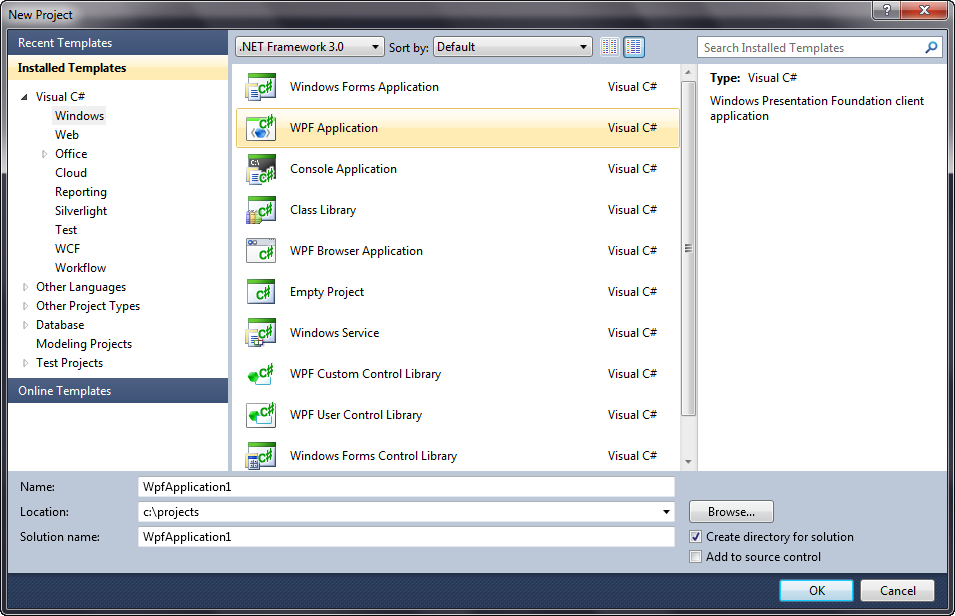 New Project
?
Recent Templates
.NET Framework 3.0
Sort by:
Default
Search Installed Templates
Installed Templates
Visual C#
Windows
Web
Office
Cloud
Reporting
Silverlight
Test
WCF
Workflow
Other Languages
Other Project Types
Database
Modeling Projects
Test Projects
Online Templates
Windows Forms Application Visual C#
WPF Application Visual C#
Console Application Visual C#
Class Library Visual C#
WPF Browser Application Visual C#
Empty Project Visual C#
Windows Service Visual C#
WPF Custom Control Library Visual C#
WPF User Control Library Visual C#
Windows Forms Control Library Visual C#
Type: Visual C#
Windows Presentation Foundation client
application
Name: WpfApplication1
Location: c:\projects
Browse...
Solution name: WpfApplication1
Create directory for solution
Add to source control
OK
Cancel